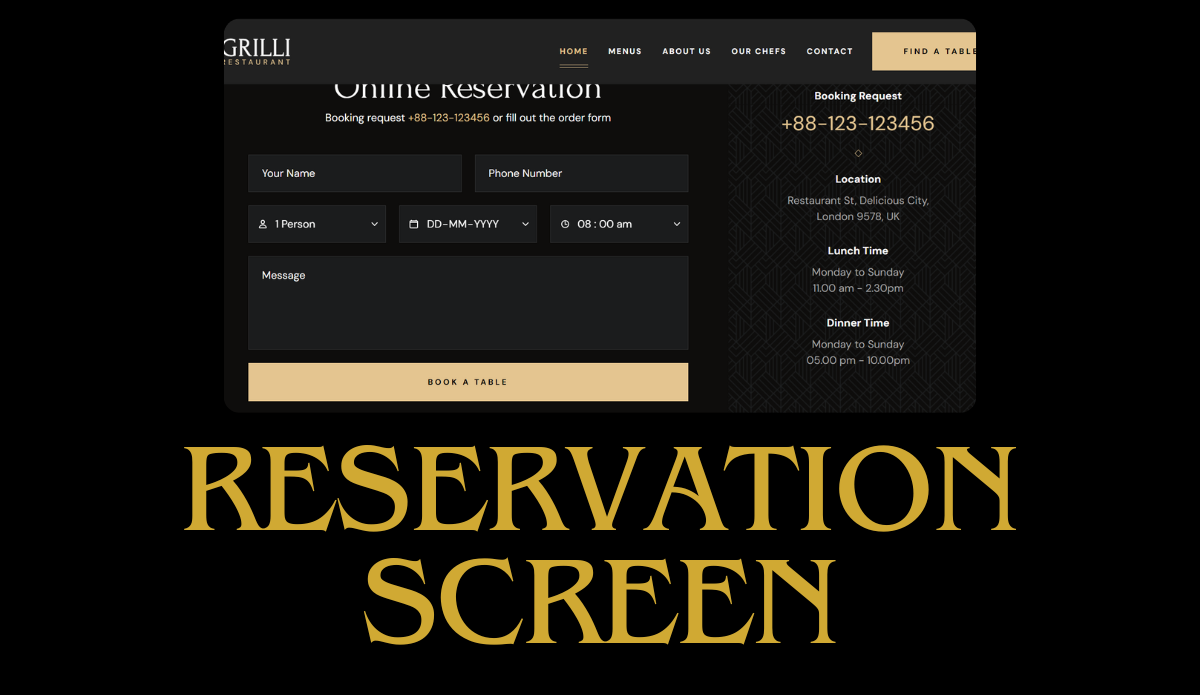 GRILLI
RESTAURANT
HOME MENUS ABOUT US OUR CHEFS CONTACT FIND A TABLE
Online Reservation
Booking request +88-123-123456 or fill out the order form
Your Name Phone Number
1 Person DD-MM-YYYY 08 : 00 am
Message
BOOK A TABLE
Booking Request
+88-123-123456
Location
Restaurant St, Delicious City,
London 9578, UK
Lunch Time
Monday to Sunday
11.00 am - 2.30pm
Dinner Time
Monday to Sunday
05.00 pm - 10.00pm
RESERVATION
SCREEN